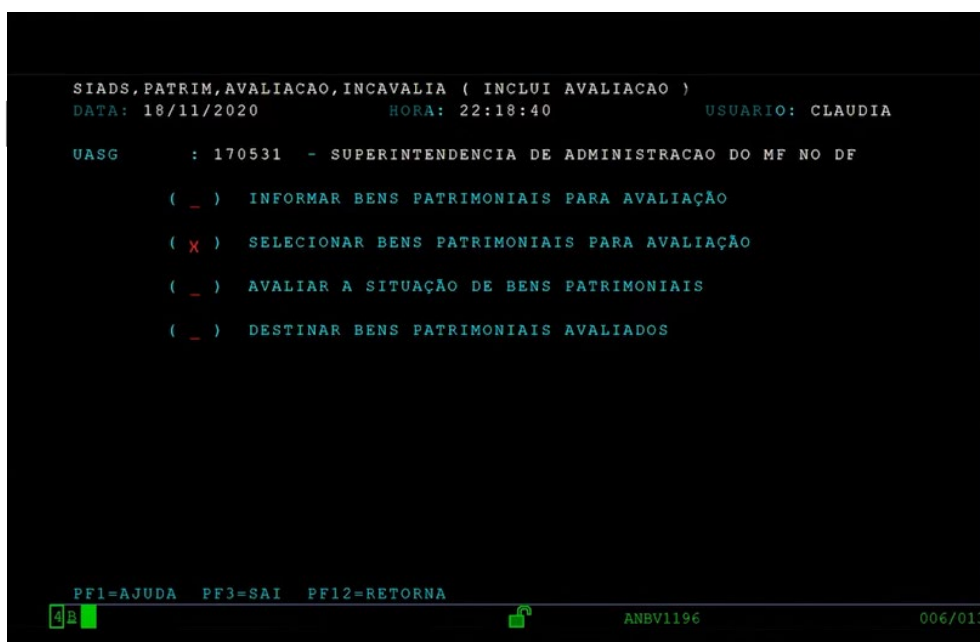 SIADS,PATRIM,AVALIACAO,INCAVALIA ( INCLUI AVALIACAO )
DATA: 18/11/2020 HORA: 22:18:40 USUARIO: CLAUDIA
UASG : 170531 - SUPERINTENDENCIA DE ADMINISTRACAO DO MF NO DF
( _ ) INFORMAR BENS PATRIMONIAIS PARA AVALIAÇÃO
( X ) SELECIONAR BENS PATRIMONIAIS PARA AVALIAÇÃO
( _ ) AVALIAR A SITUAÇÃO DE BENS PATRIMONIAIS
( _ ) DESTINAR BENS PATRIMONIAIS AVALIADOS
PF1=AJUDA PF3=SAI PF12=RETORNA
4 B ANBV1196